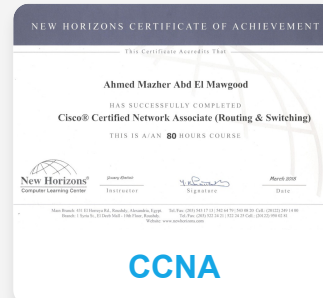 NEW HORIZONS CERTIFICATE OF ACHIEVEMENT
This Certificate Accredits That
Ahmed Mazher Abd El Mawgood
HAS SUCCESSFULLY COMPLETED
Cisco® Certified Network Associate (Routing & Switching)
THIS IS A/AN 80 HOURS COURSE
New Horizons®
Computer Learning Center
Instructor
Signature
March 2015
Date
CCNA